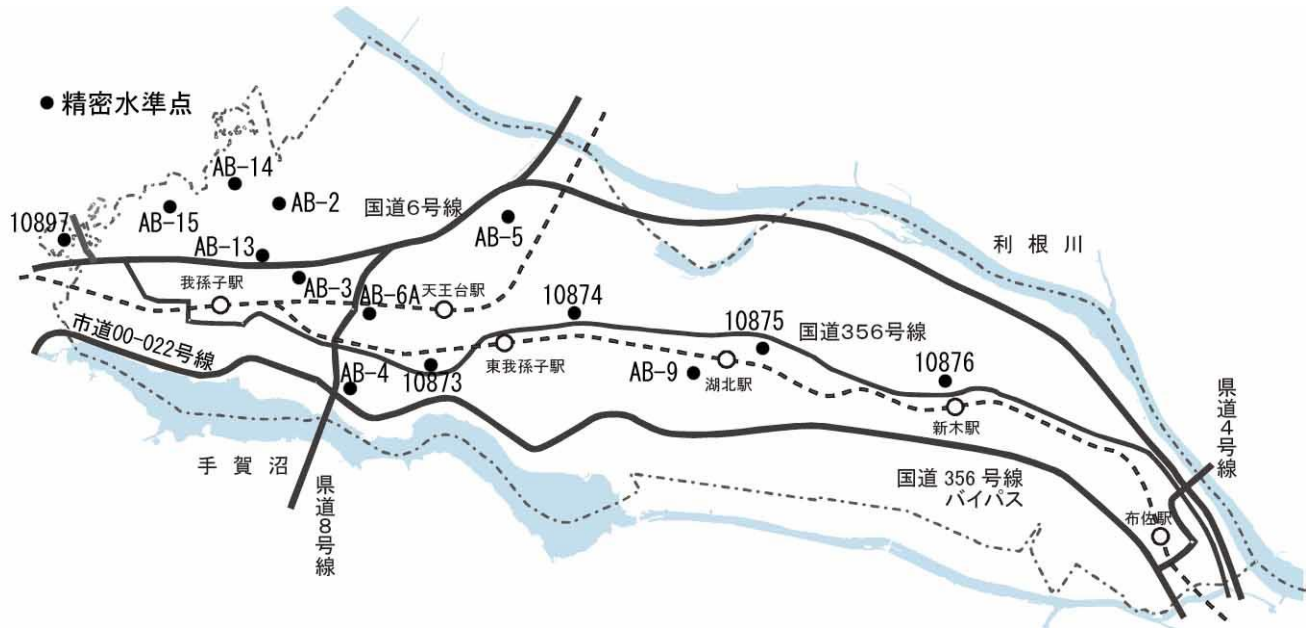 ● 精密水準点
AB-14
AB-2
国道6号線
10897
AB-15
AB-5
AB-13
利根川
我孫子駅
AB-3
AB-6A
天王台駅
10874
10875
国道356号線
市道00-022号線
東我孫子駅
10876
AB-4
10873
AB-9
湖北駅
新木駅
県道4号線
手賀沼
県道8号線
国道356号線
バイパス
布佐駅